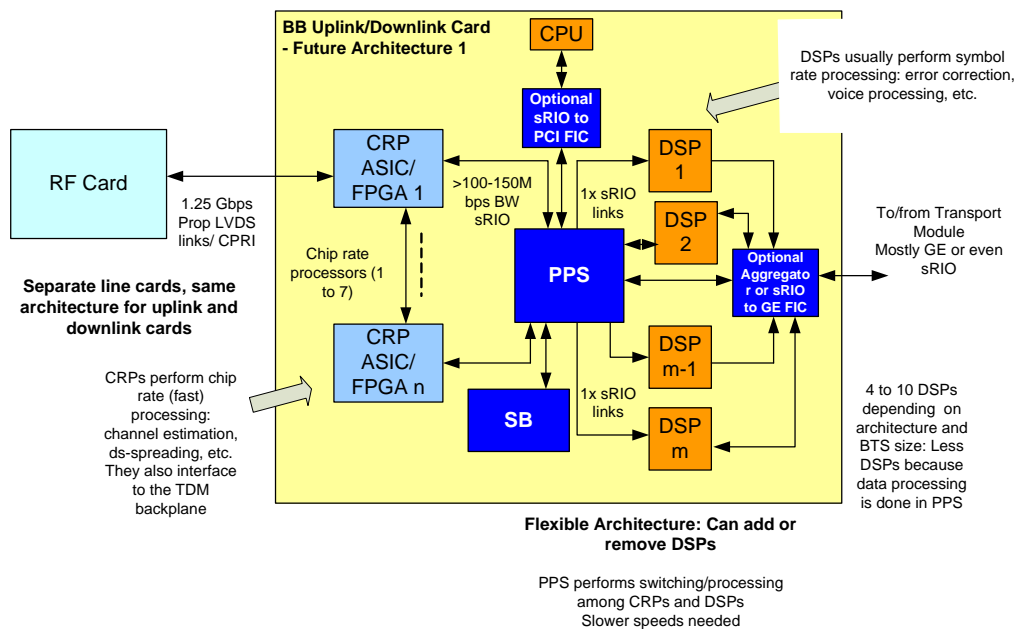 BB Uplink/Downlink Card
- Future Architecture 1
CPU
DSPs usually perform symbol
rate processing: error correction,
voice processing, etc.
Optional
sRIO to
PCI FIC
RF Card
CRP
ASIC/
FPGA 1
DSP
1
1.25 Gbps
Prop LVDS
links/ CPRI
>100-150M
bps BW
sRIO
1x sRIO
links
DSP
2
Chip rate
processors (1
to 7)
PPS
Optional
Aggregato
r or sRIO
to GE FIC
To/from Transport
Module
Mostly GE or even
sRIO
Separate line cards, same
architecture for uplink and
downlink cards
CRP
ASIC/
FPGA n
DSP
m-1
CRPs perform chip
rate (fast)
processing:
channel estimation,
ds-spreading, etc.
They also interface
to the TDM
backplane
SB
1x sRIO
links
DSP
m
4 to 10 DSPs
depending on
architecture and
BTS size: Less
DSPs because
data processing
is done in PPS
Flexible Architecture: Can add or
remove DSPs
PPS performs switching/processing
among CRPs and DSPs
Slower speeds needed